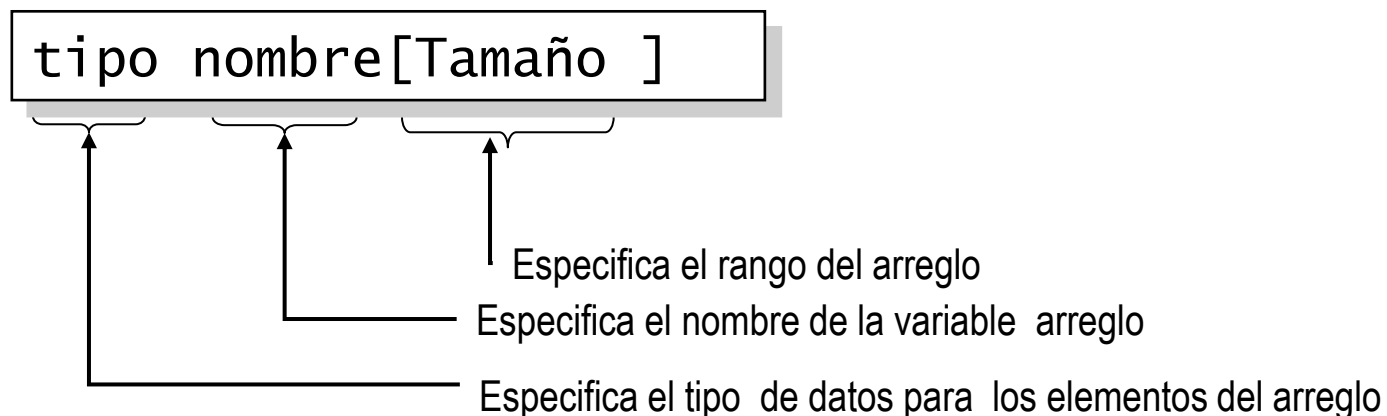 tipo nombre[Tamaño ]
Especifica el rango del arreglo
Especifica el nombre de la variable arreglo
Especifica el tipo de datos para los elementos del arreglo